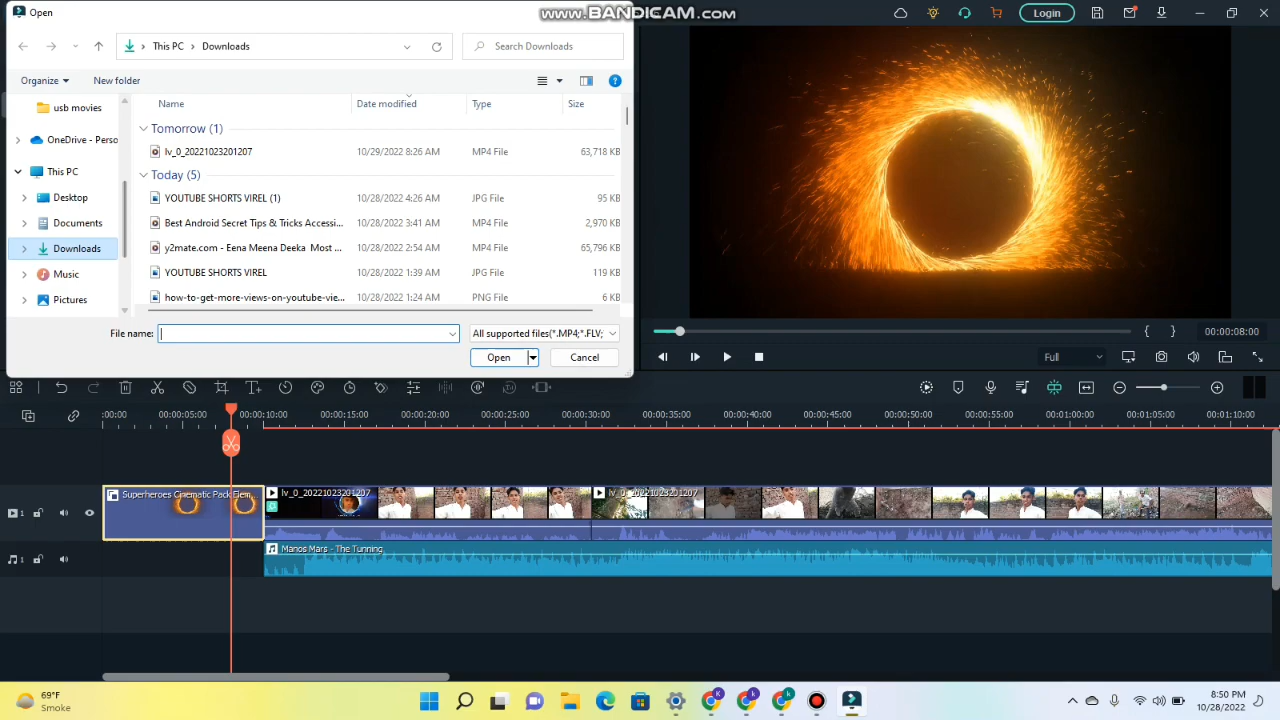 Open
www.BANDICAM.com
Login
This PC
Downloads
Search Downloads
Organize
New folder
usb movies
OneDrive - Perso
This PC
Desktop
Documents
Downloads
Music
Pictures
Name
Date modified
Type
Size
Tomorrow (1)
lv_0_20221023201207 10/29/2022 8:26 AM MP4 File 63,718 KB
Today (5)
YOUTUBE SHORTS VIREL (1) 10/28/2022 4:26 AM JPG File 95 KB
Best Android Secret Tips & Tricks Accessi... 10/28/2022 3:41 AM MP4 File 2,970 KB
y2mate.com - Eena Meena Deeka Most ... 10/28/2022 2:54 AM MP4 File 65,796 KB
YOUTUBE SHORTS VIREL 10/28/2022 1:39 AM JPG File 119 KB
how-to-get-more-views-on-youtube-vie... 10/28/2022 1:24 AM PNG File 6 KB
File name:
All supported files(*.MP4;*.FLV;
Open
Cancel
Full
00:00:08:00
:00:00 00:00:05:00 00:00:10:00 00:00:15:00 00:00:20:00 00:00:25:00 00:00:30:00 00:00:35:00 00:00:40:00 00:00:45:00 00:00:50:00 00:00:55:00 00:01:00:00 00:01:05:00 00:01:10:00
1
Superheroes Cinematic Pack Elem
lv_0_20221023201207
lv_0_20221023201207
1
Manos Mars - The Tunning
69°F
Smoke
8:50 PM
10/28/2022